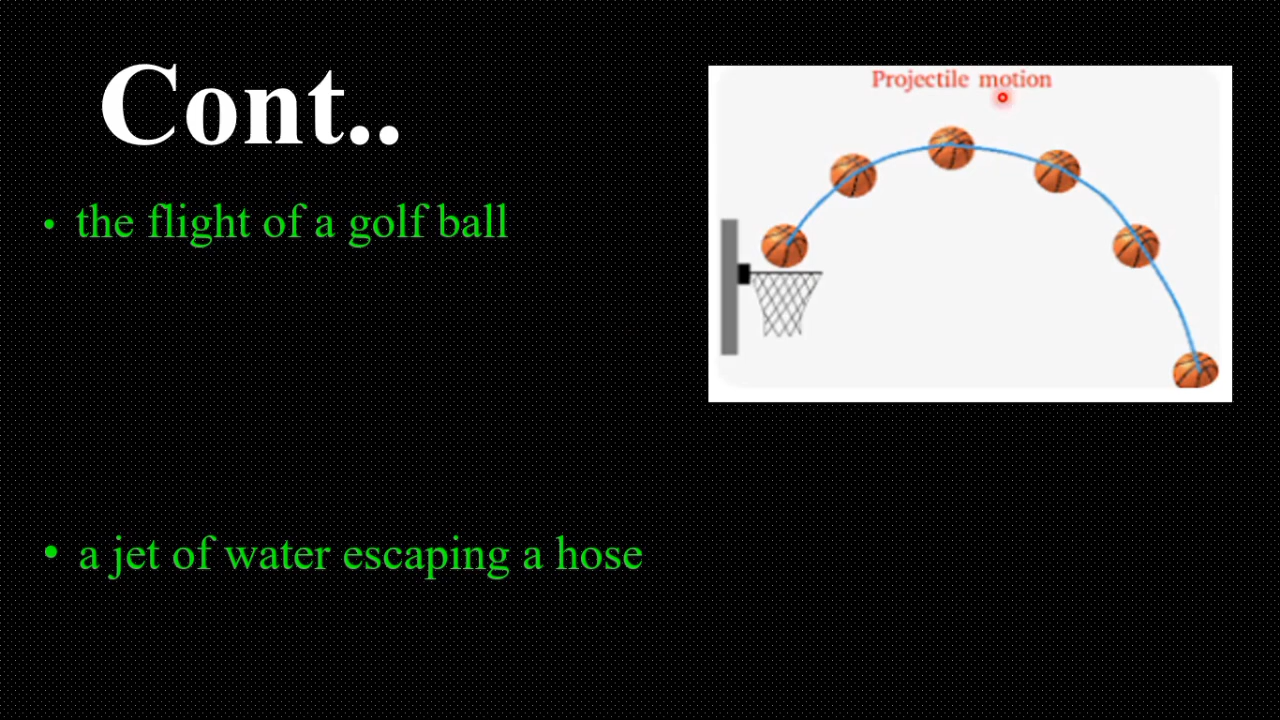 Cont..
• the flight of a golf ball
Projectile motion
• a jet of water escaping a hose